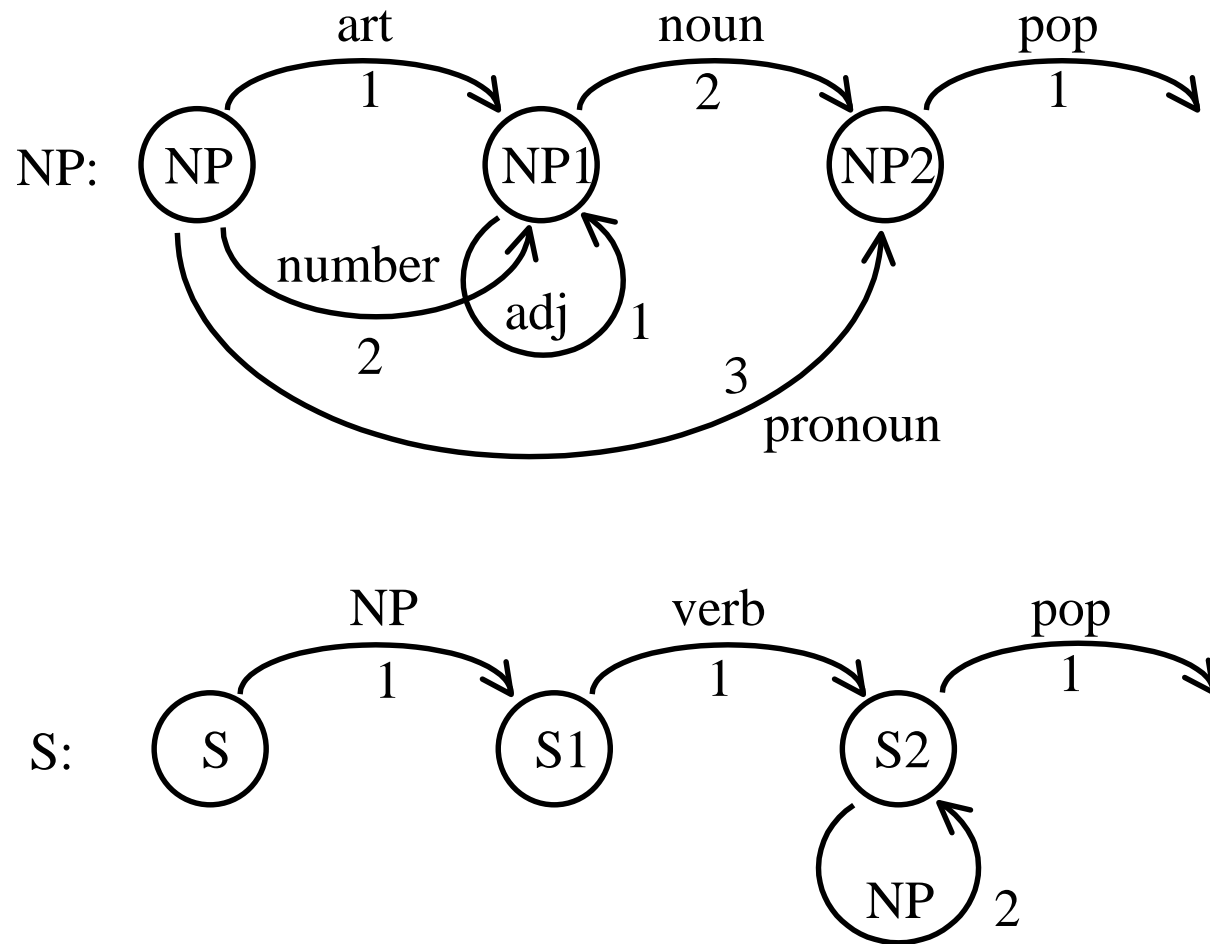 art noun pop
1 2 1
NP: NP NP1 NP2
number adj 1
2 3
pronoun
NP verb pop
1 1 1
S: S S1 S2
NP 2